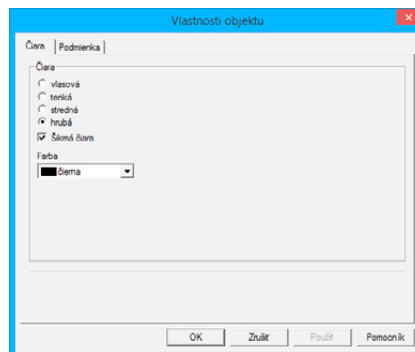 Vlastnosti objektu
Čiara Podmienka
Čiara
vlasová
tenká
stredná
hrubá
Šikmá čiara
Farba
čierna
OK Zrušiť Použiť Pomocník